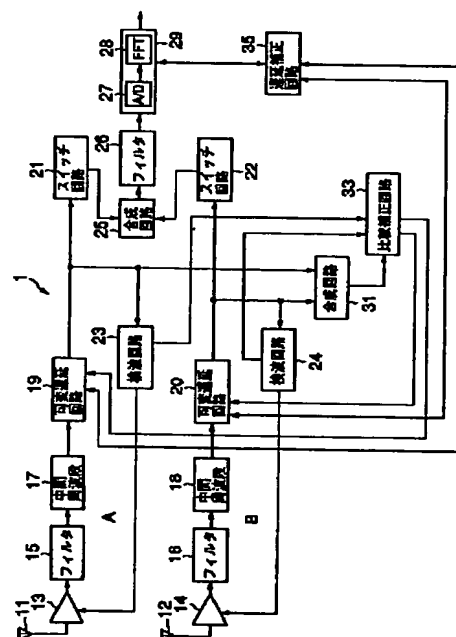 1
11
13
15
フィルタ
17
中間
周波段
19
可変遅延
回路
21
スイッチ
回路
A
23
検波回路
25
合成
回路
26
フィルタ
27
A/D
28
FFT
29
12
14
16
フィルタ
18
中間
周波段
20
可変遅延
回路
22
スイッチ
回路
B
24
検波回路
31
合成回路
33
比較補正回路
35
遅延補正
回路